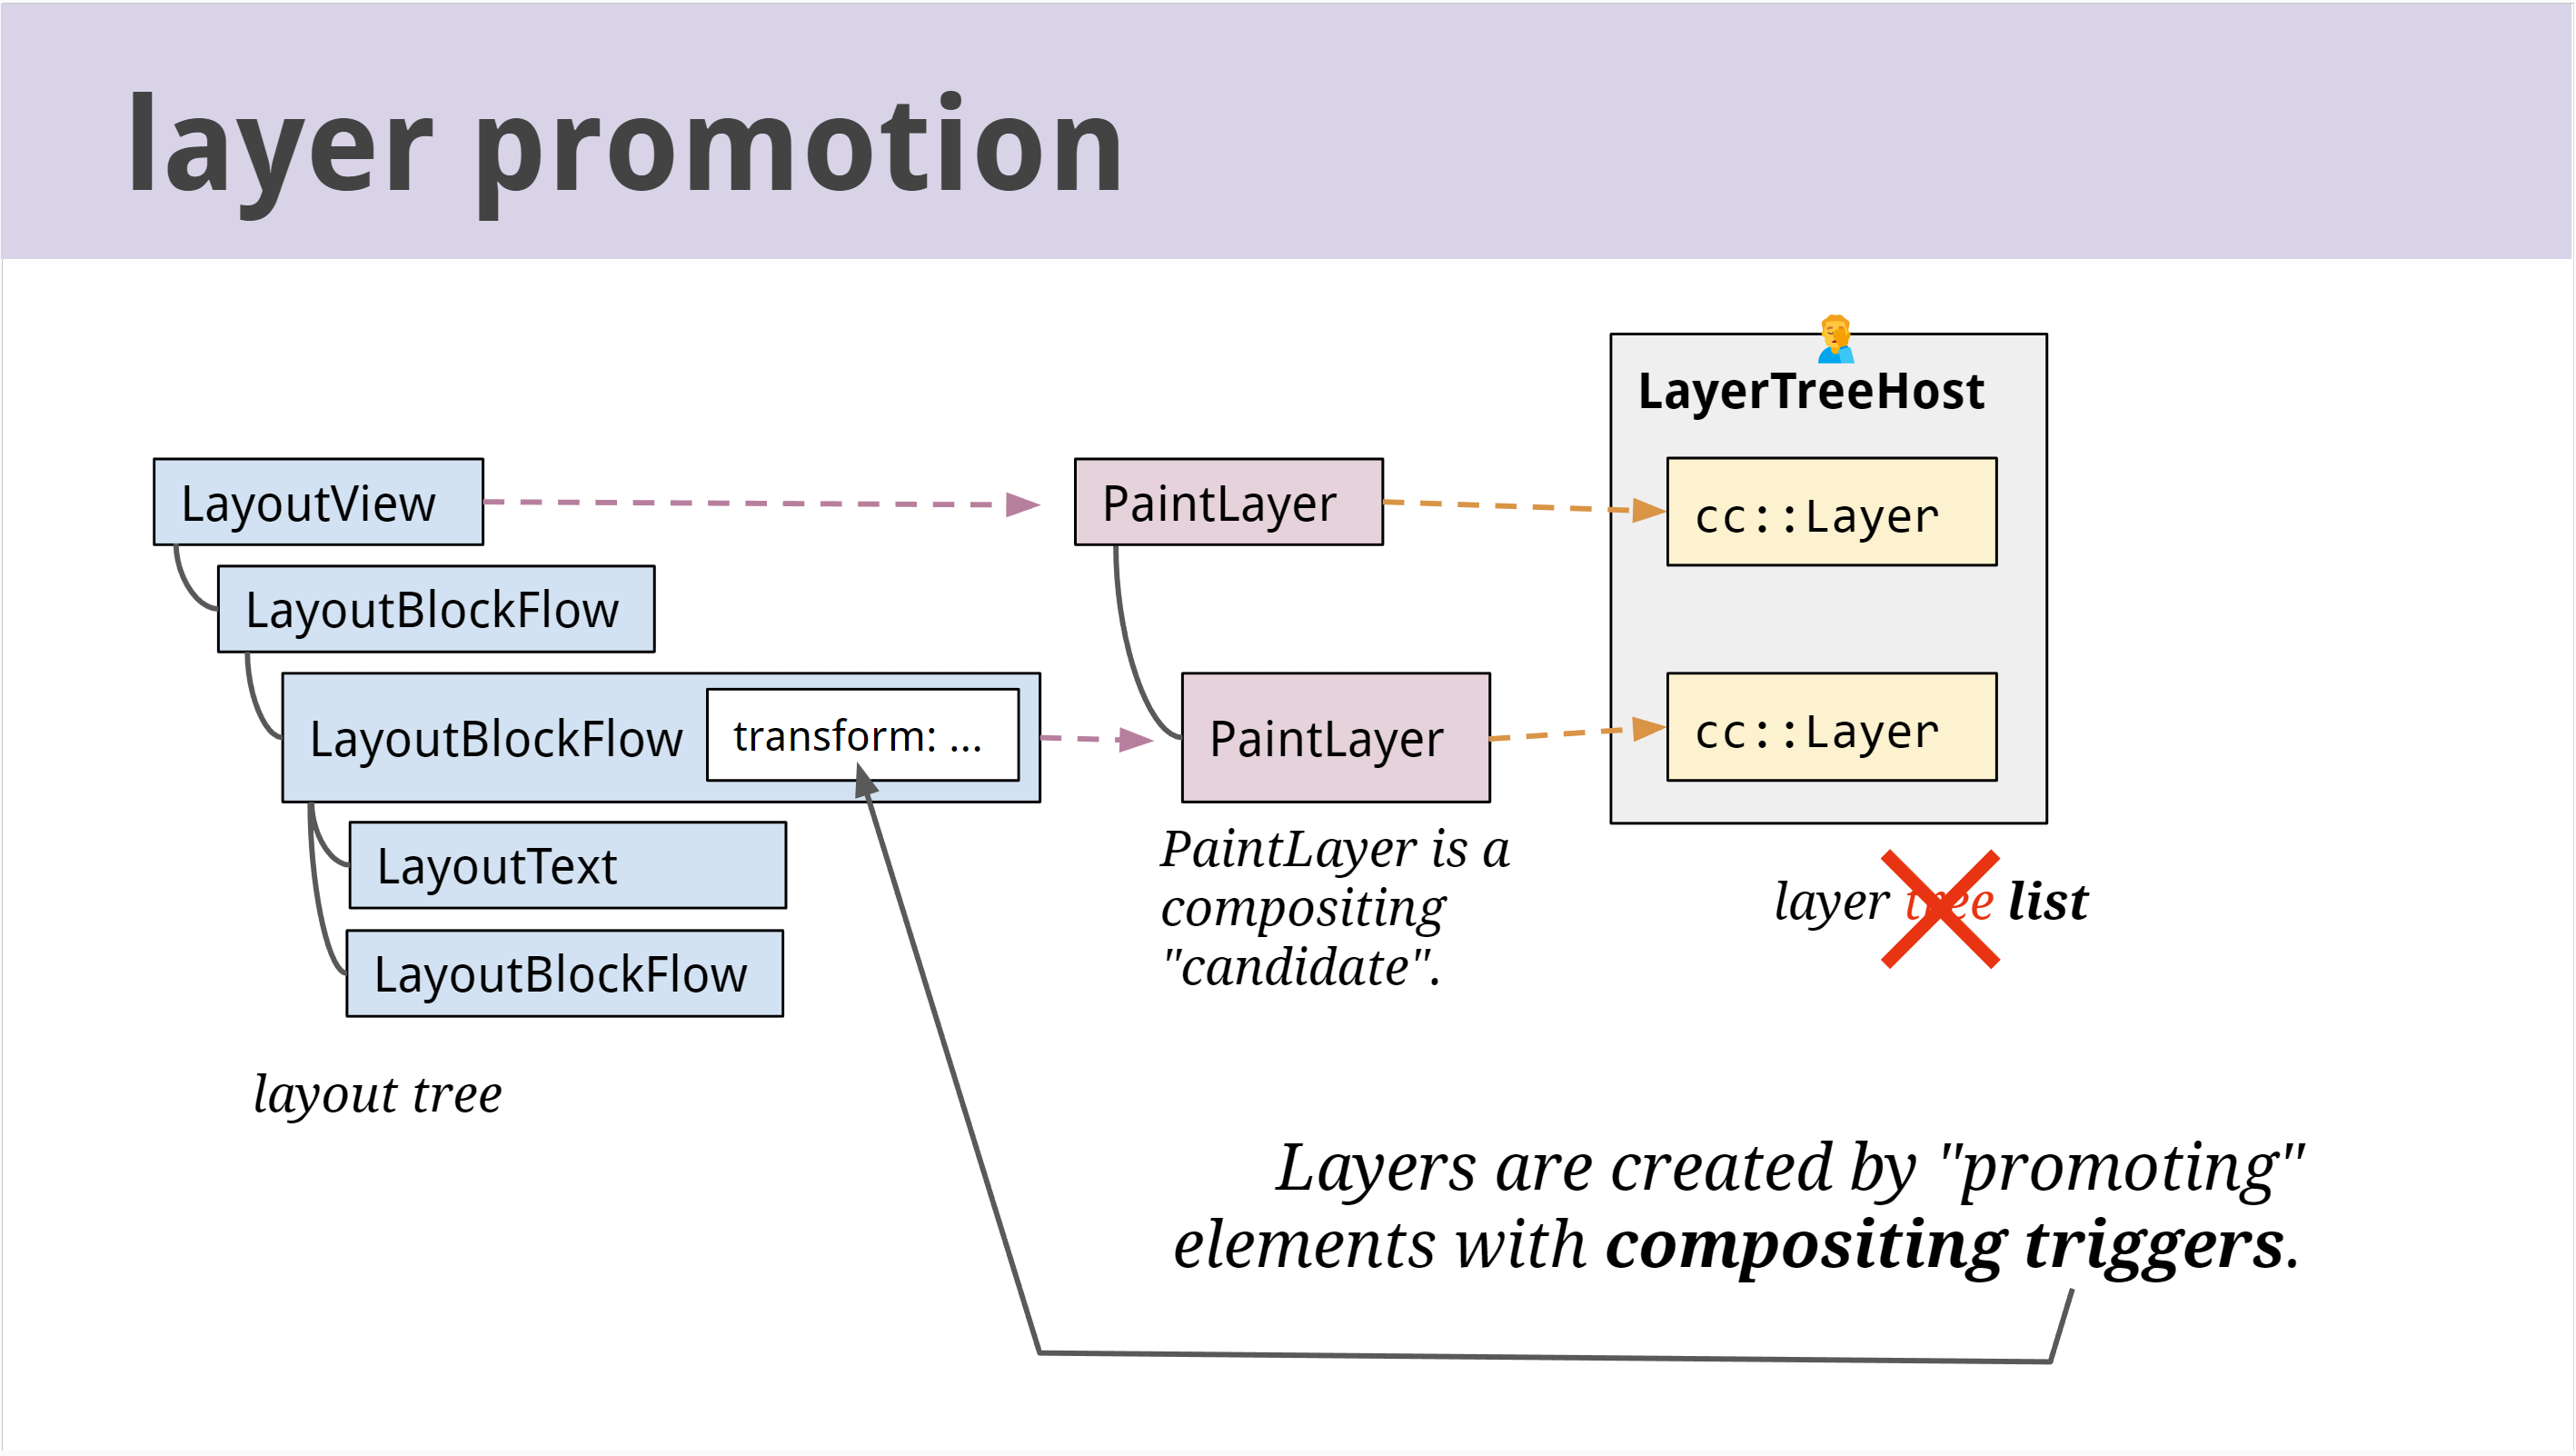 layer promotion
LayerTreeHost
LayoutView
PaintLayer
cc::Layer
LayoutBlockFlow
LayoutBlockFlow
transform: ...
PaintLayer
cc::Layer
LayoutText
LayoutBlockFlow
PaintLayer is a
compositing
"candidate".
layer tree list
layout tree
Layers are created by "promoting"
elements with compositing triggers.